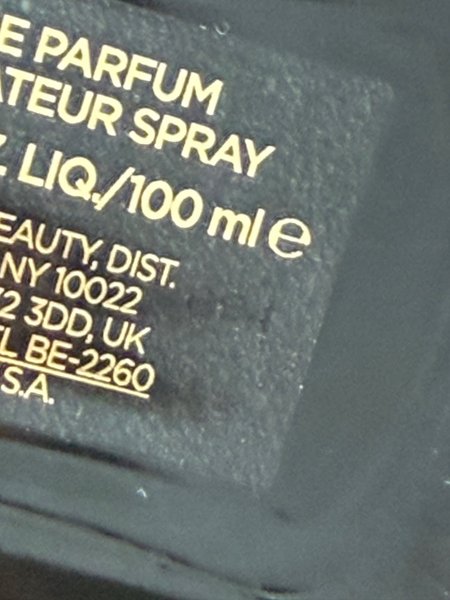 E PARFUM
ATEUR SPRAY
Z. LIQ./100 ml e
EAUTY, DIST.
NY 10022
2 3DD, UK
L BE-2260
S.A.